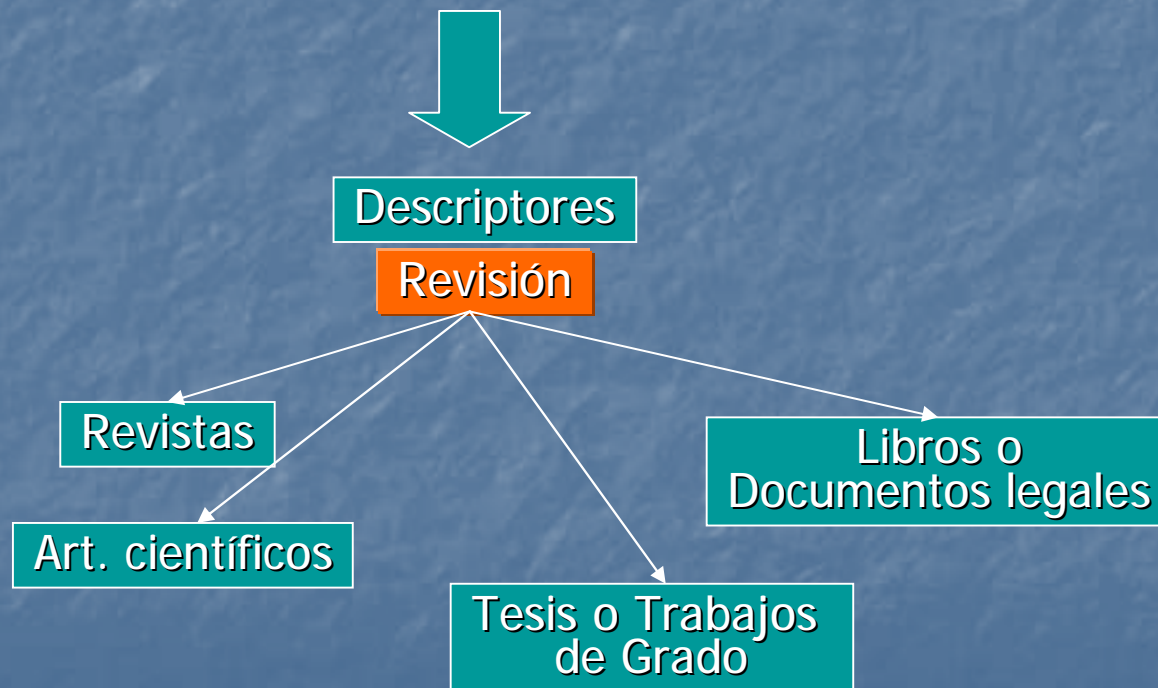 Descriptores
Revisión
Revistas
Libros o
Documentos legales
Art. científicos
Tesis o Trabajos
de Grado